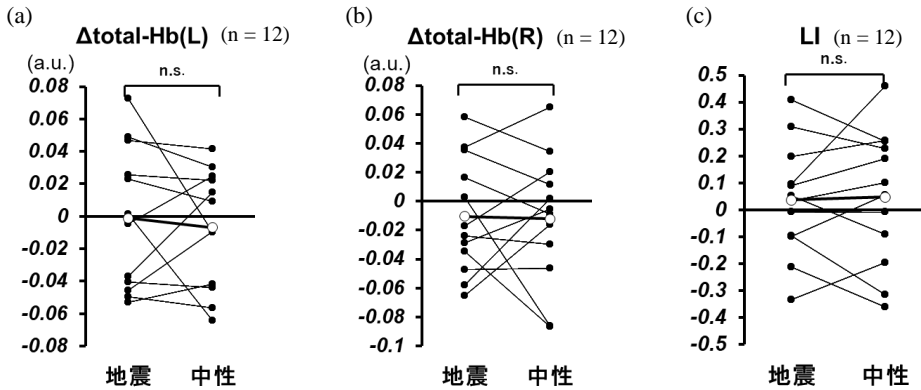 (a)
Δtotal-Hb(L) (n = 12)
(a.u.)
n.s.
0.08
0.06
0.04
0.02
0
-0.02
-0.04
-0.06
-0.08
地震 中性
(b)
Δtotal-Hb(R) (n = 12)
(a.u.)
n.s.
0.08
0.06
0.04
0.02
0
-0.02
-0.04
-0.06
-0.08
-0.1
地震 中性
(c)
LI (n = 12)
n.s.
0.5
0.4
0.3
0.2
0.1
0
-0.1
-0.2
-0.3
-0.4
-0.5
地震 中性